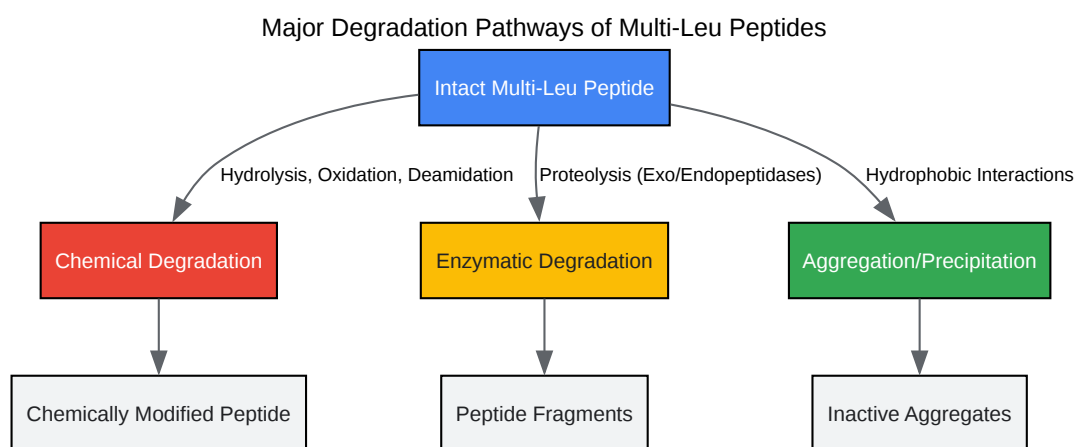 Major Degradation Pathways of Multi-Leu Peptides
Intact Multi-Leu Peptide
Hydrolysis, Oxidation, Deamidation
Proteolysis (Exo/Endopeptidases)
Hydrophobic Interactions
Chemical Degradation
Enzymatic Degradation
Aggregation/Precipitation
Chemically Modified Peptide
Peptide Fragments
Inactive Aggregates